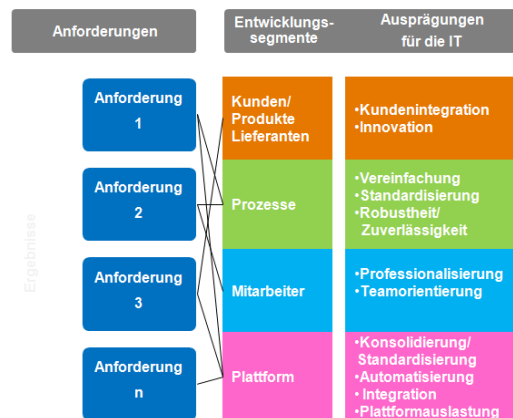 Anforderungen
Entwicklungs-
segmente
Ausprägungen
für die IT
Ergebnisse
Anforderung
1
Kunden/
Produkte
Lieferanten
•Kundenintegration
•Innovation
Anforderung
2
Prozesse
•Vereinfachung
•Standardisierung
•Robustheit/
Zuverlässigkeit
Anforderung
3
Mitarbeiter
•Professionalisierung
•Teamorientierung
Anforderung
n
Plattform
•Konsolidierung/
Standardisierung
•Automatisierung
•Integration
•Plattformauslastung